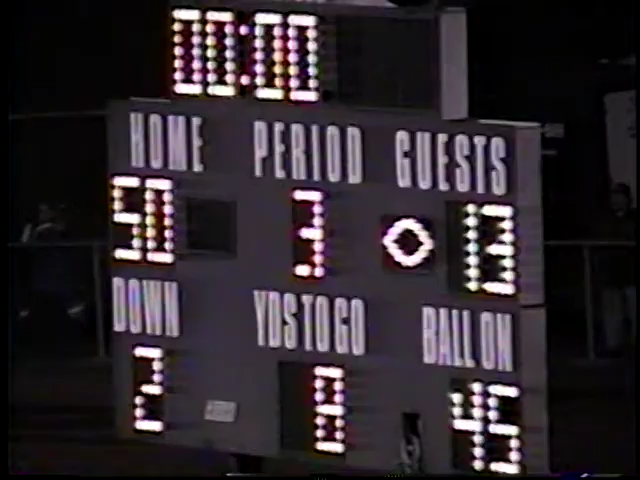 00:00
HOME PERIOD GUESTS
50 3 13
DOWN YDS TO GO BALL ON
2 8 45